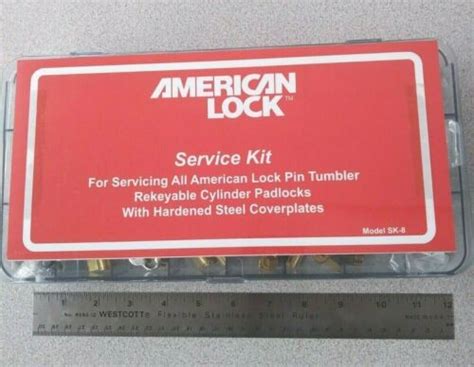 AMERICAN
LOCK™
Service Kit
For Servicing All American Lock Pin Tumbler
Rekeyable Cylinder Padlocks
With Hardened Steel Coverplates
Model SK-8
1 2 3 4 5 6 7 8 9 10 11 12
WESTCOTT® Flexible Stainless Steel Ruler